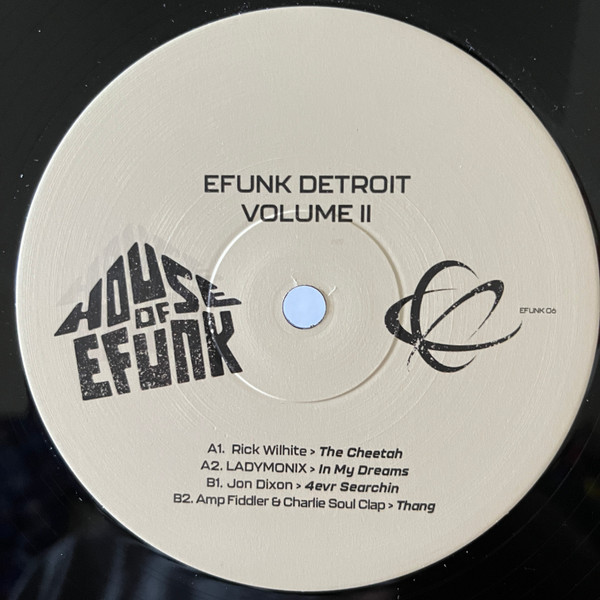 EFUNK DETROIT
VOLUME II
HOUSE
OF
EFUNK
EFUNK 06
A1. Rick Wilhite > The Cheetah
A2. LADYMONIX > In My Dreams
B1. Jon Dixon > 4evr Searchin
B2. Amp Fiddler & Charlie Soul Clap > Thang